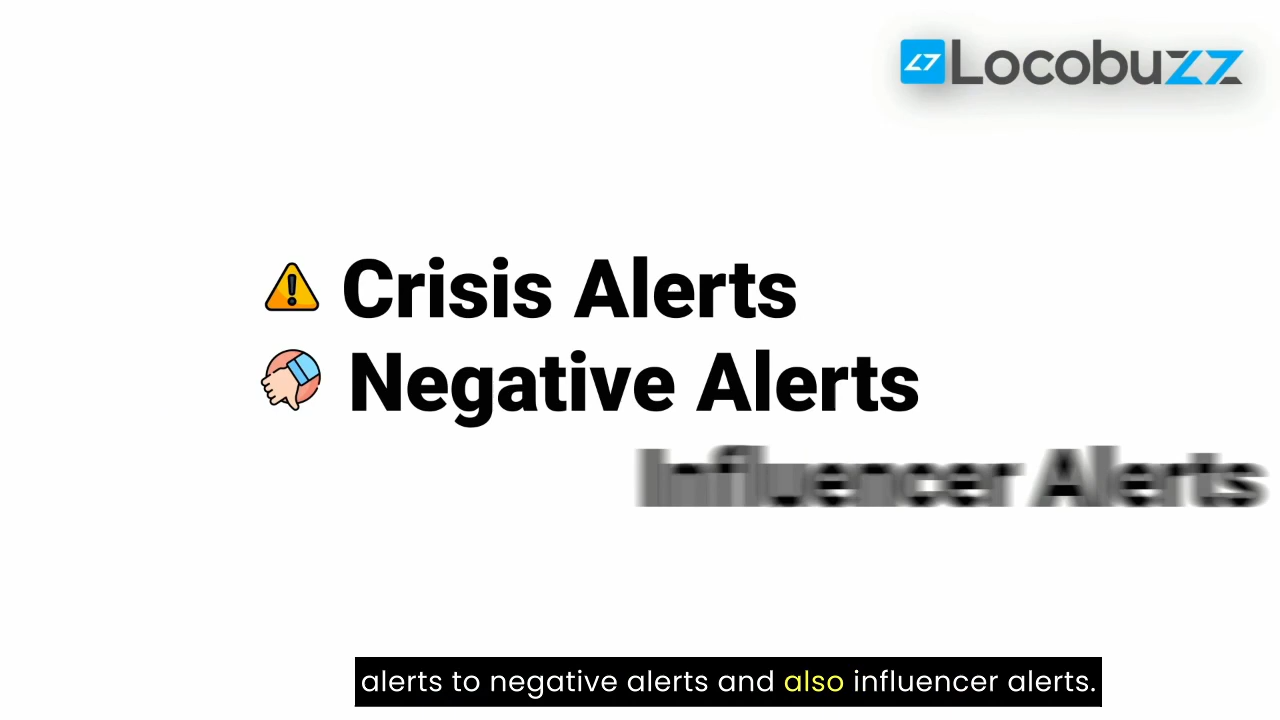 Locobuzz
Crisis Alerts
Negative Alerts
Influencer Alerts
alerts to negative alerts and also influencer alerts.